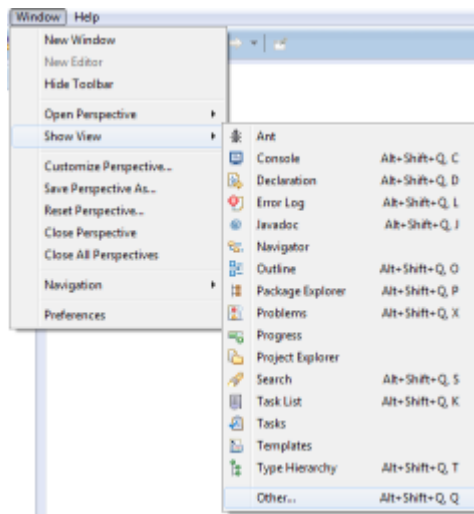 Window Help
New Window
New Editor
Hide Toolbar
Open Perspective
Show View
Customize Perspective...
Save Perspective As...
Reset Perspective...
Close Perspective
Close All Perspectives
Navigation
Preferences
Ant
Console Alt+Shift+Q, C
Declaration Alt+Shift+Q, D
Error Log Alt+Shift+Q, L
Javadoc Alt+Shift+Q, J
Navigator
Outline Alt+Shift+Q, O
Package Explorer Alt+Shift+Q, P
Problems Alt+Shift+Q, X
Progress
Project Explorer
Search Alt+Shift+Q, S
Task List Alt+Shift+Q, K
Tasks
Templates
Type Hierarchy Alt+Shift+Q, T
Other... Alt+Shift+Q, Q